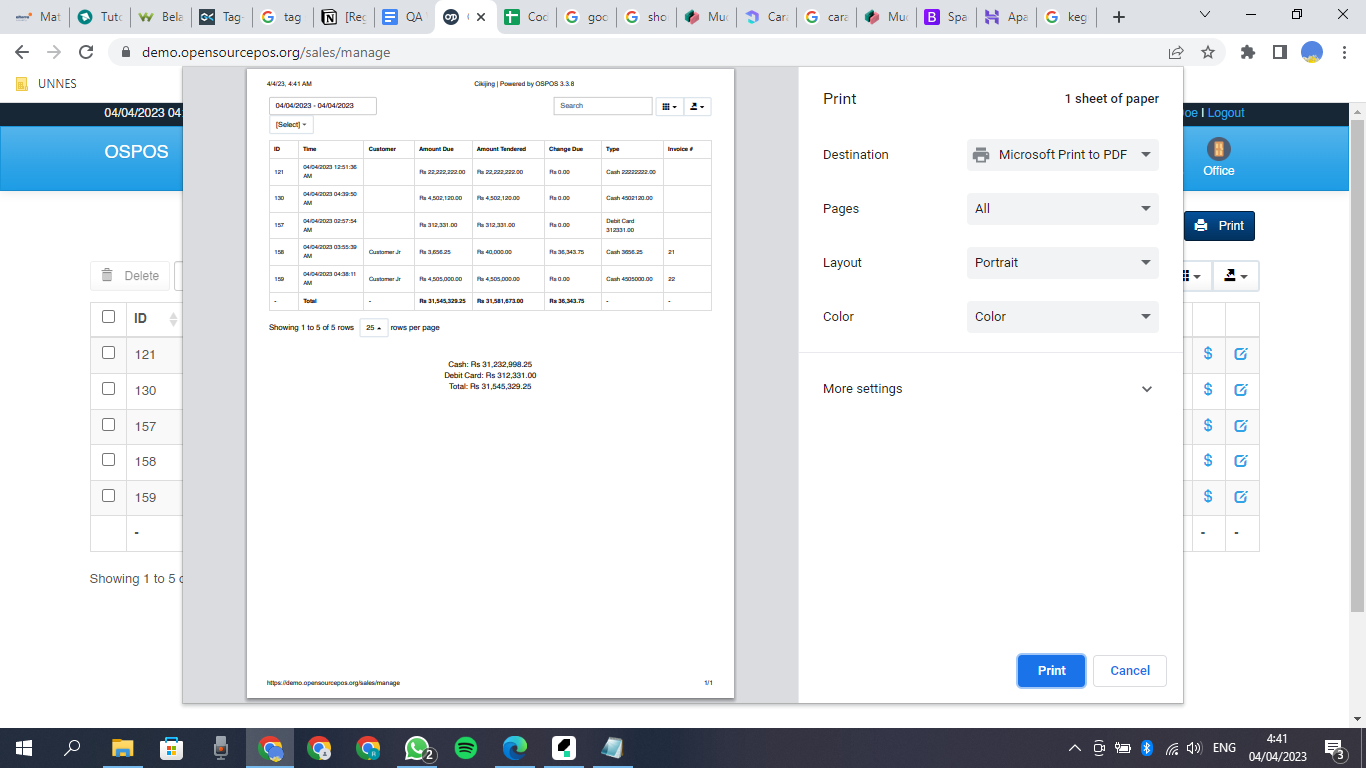 Mat
Tuto
Bela
Tag-
tag
[Re
QA
Cod
goo
sho
Muc
Cara
cara
Muc
Spa
Apa
keg
demo.opensourcepos.org/sales/manage
UNNES
04/04/2023 04
oe | Logout
OSPOS
Office
Print
Delete
ID
121
130
157
158
159
-
- -
Showing 1 to 5 o
4/4/23, 4:41 AM Cikijing | Powered by OSPOS 3.3.8
04/04/2023 - 04/04/2023 Search
[Select]
ID Time Customer Amount Due Amount Tendered Change Due Type Invoice #
121 04/04/2023 12:51:36 AM Rs 22,222,222.00 Rs 22,222,222.00 Rs 0.00 Cash 22222222.00
130 04/04/2023 04:39:50 AM Rs 4,502,120.00 Rs 4,502,120.00 Rs 0.00 Cash 4502120.00
157 04/04/2023 02:57:54 AM Rs 312,331.00 Rs 312,331.00 Rs 0.00 Debit Card 312331.00
158 04/04/2023 03:55:39 AM Customer Jr Rs 3,656.25 Rs 40,000.00 Rs 36,343.75 Cash 3656.25 21
159 04/04/2023 04:38:11 AM Customer Jr Rs 4,505,000.00 Rs 4,505,000.00 Rs 0.00 Cash 4505000.00 22
- Total - Rs 31,545,329.25 Rs 31,581,673.00 Rs 36,343.75 - -
Showing 1 to 5 of 5 rows 25 rows per page
Cash: Rs 31,232,998.25
Debit Card: Rs 312,331.00
Total: Rs 31,545,329.25
https://demo.opensourcepos.org/sales/manage 1/1
Print 1 sheet of paper
Destination Microsoft Print to PDF
Pages All
Layout Portrait
Color Color
More settings
Print Cancel
2
ENG
4:41
04/04/2023
3